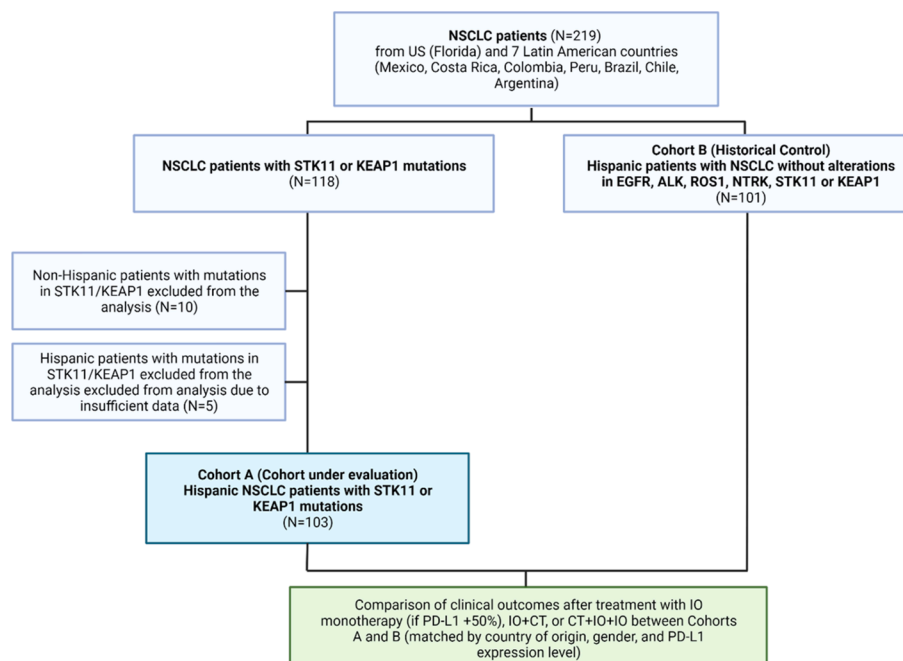 NSCLC patients (N=219)
from US (Florida) and 7 Latin American countries
(Mexico, Costa Rica, Colombia, Peru, Brazil, Chile,
Argentina)
NSCLC patients with STK11 or KEAP1 mutations
(N=118)
Cohort B (Historical Control)
Hispanic patients with NSCLC without alterations
in EGFR, ALK, ROS1, NTRK, STK11 or KEAP1
(N=101)
Non-Hispanic patients with mutations
in STK11/KEAP1 excluded from the
analysis (N=10)
Hispanic patients with mutations in
STK11/KEAP1 excluded from the
analysis excluded from analysis due to
insufficient data (N=5)
Cohort A (Cohort under evaluation)
Hispanic NSCLC patients with STK11 or
KEAP1 mutations
(N=103)
Comparison of clinical outcomes after treatment with IO
monotherapy (if PD-L1 +50%), IO+CT, or CT+IO+IO between Cohorts
A and B (matched by country of origin, gender, and PD-L1
expression level)